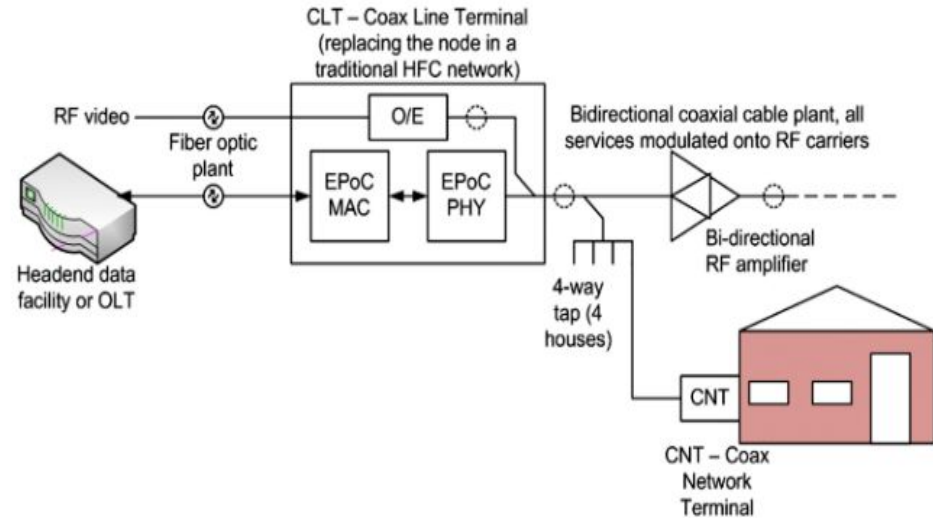 CLT – Coax Line Terminal
(replacing the node in a
traditional HFC network)
RF video
Fiber optic
plant
O/E
EPoC
MAC
EPoC
PHY
Bidirectional coaxial cable plant, all
services modulated onto RF carriers
Bi-directional
RF amplifier
Headend data
facility or OLT
4-way
tap (4
houses)
CNT
CNT – Coax
Network
Terminal